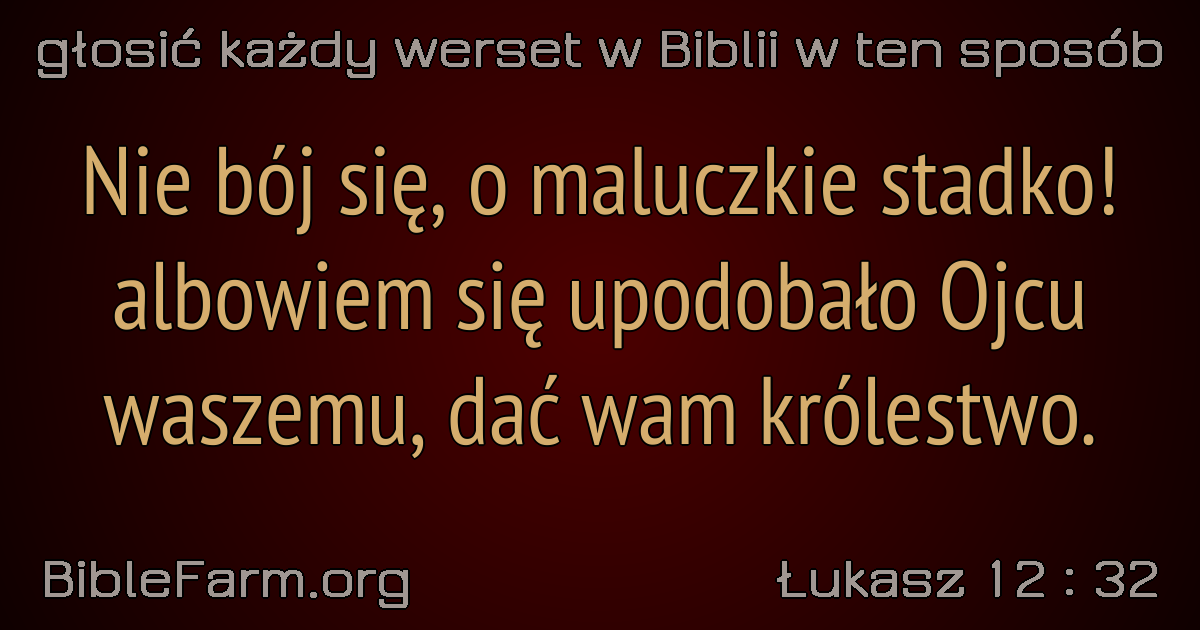 głosić każdy werset w Biblii w ten sposób
Nie bój się, o maluczkie stadko!
albowiem się upodobało Ojcu
waszemu, dać wam królestwo.
BibleFarm.org
Łukasz 12 : 32